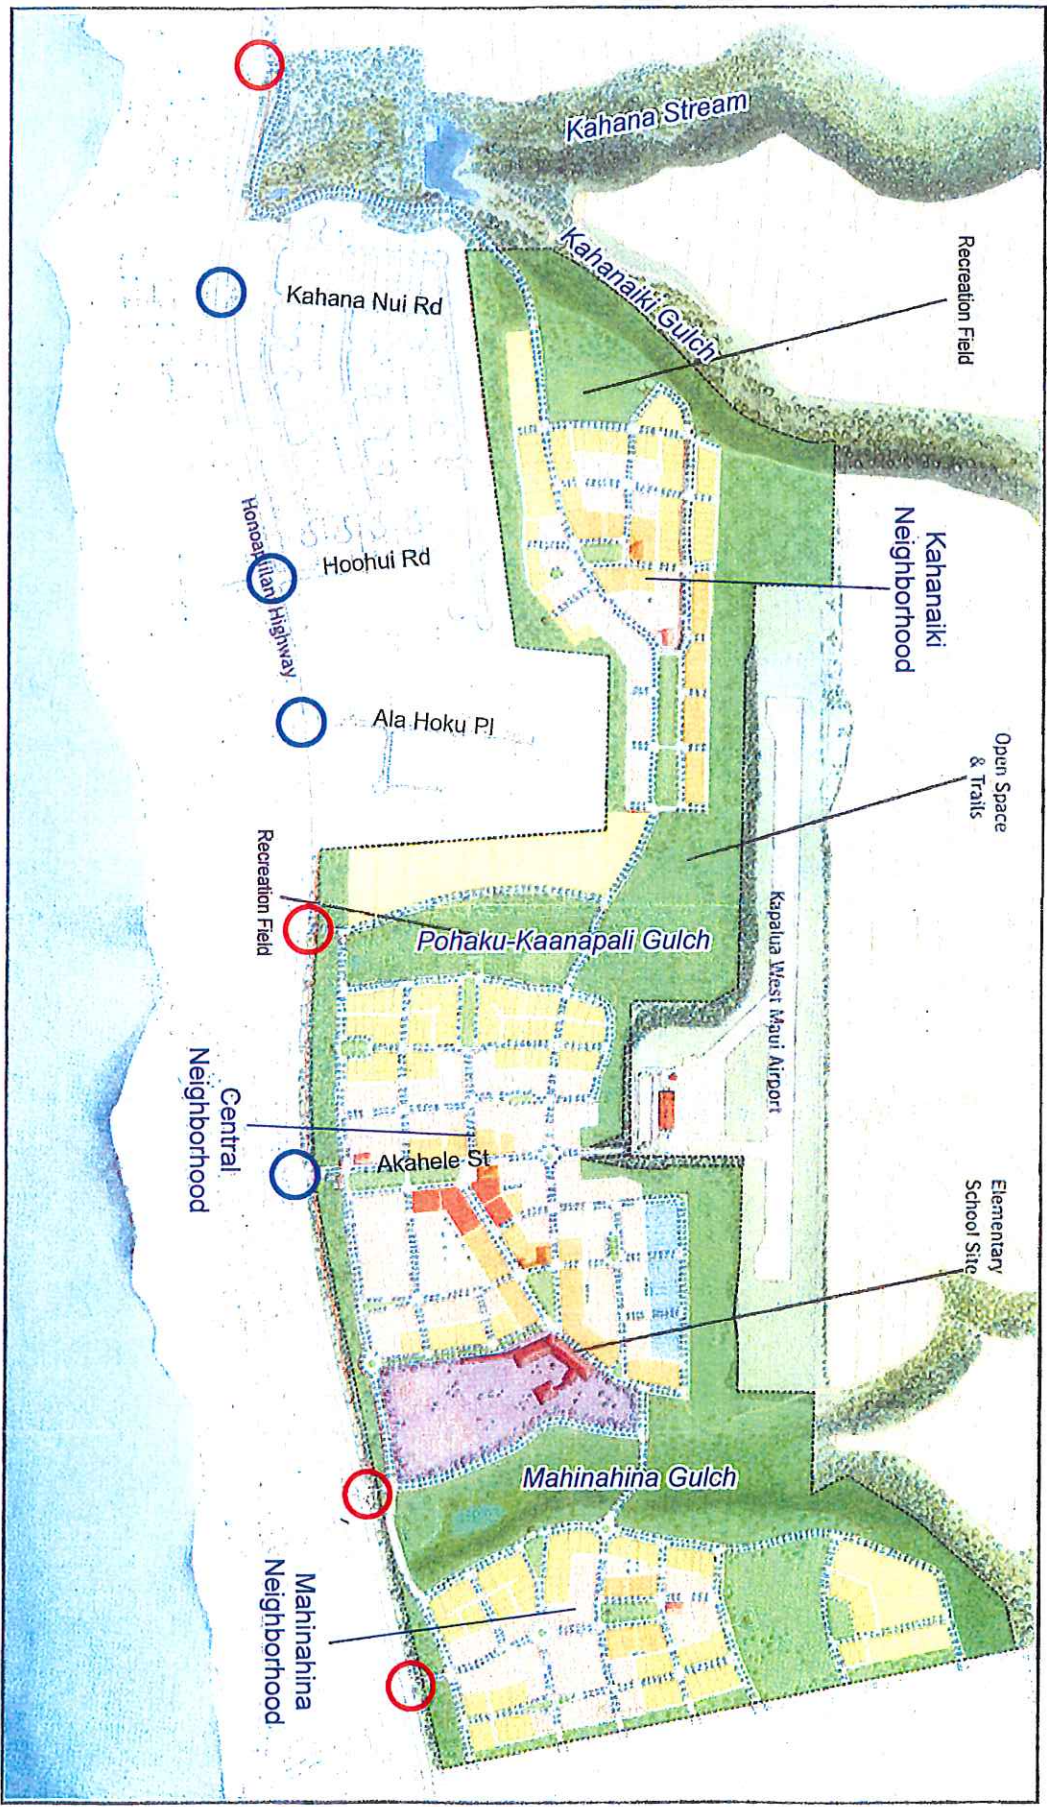 Kahana Stream
Kahanaiki Gulch
Recreation Field
Kahana Nui Rd
Kahanaiki
Neighborhood
Hoohui Rd
Honoapiilani Highway
Ala Hoku Pl
Open Space
& Trails
Recreation Field
Pohaku-Kaanapali Gulch
Kapalua West Maui Airport
Central
Neighborhood
Akahele St
Elementary
School Site
Mahinahina Gulch
Mahinahina
Neighborhood